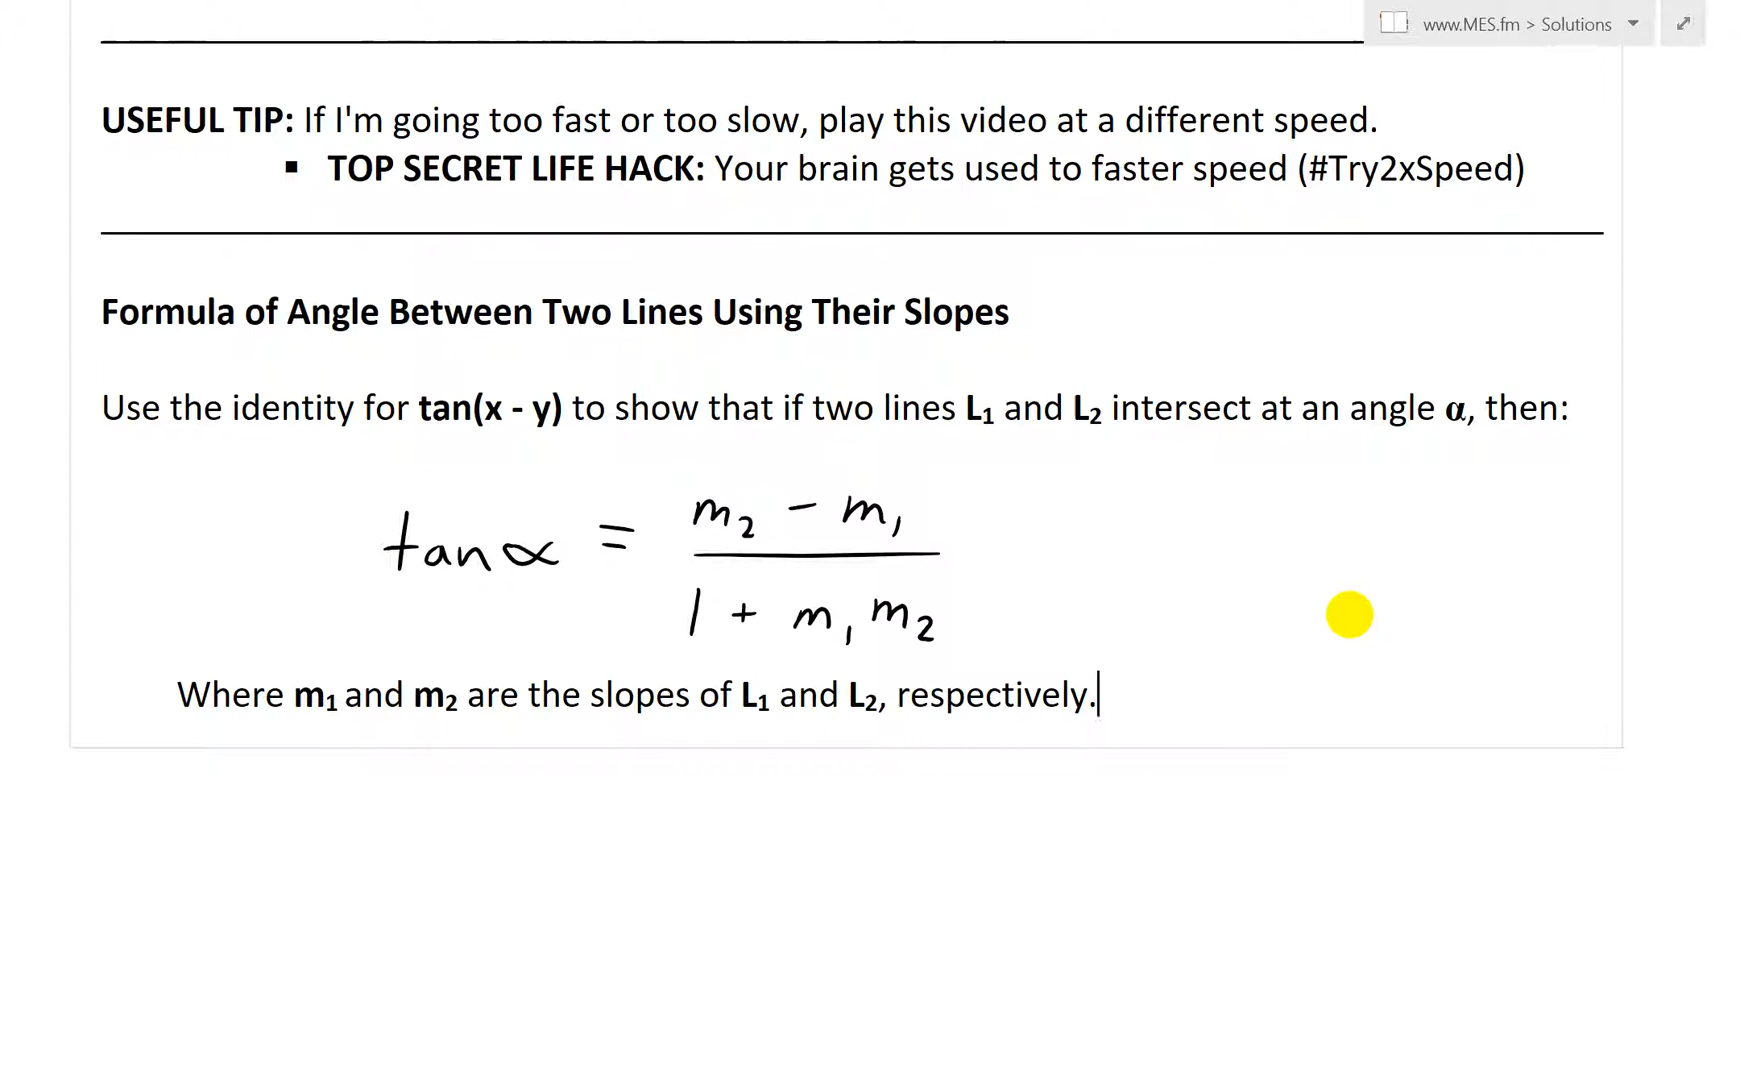 www.MES.fm > Solutions
USEFUL TIP: If I'm going too fast or too slow, play this video at a different speed.
▪ TOP SECRET LIFE HACK: Your brain gets used to faster speed (#Try2xSpeed)
Formula of Angle Between Two Lines Using Their Slopes
Use the identity for tan(x - y) to show that if two lines L₁ and L₂ intersect at an angle α, then:
tan α = (m₂ - m₁) / (1 + m₁ m₂)
Where m₁ and m₂ are the slopes of L₁ and L₂, respectively.